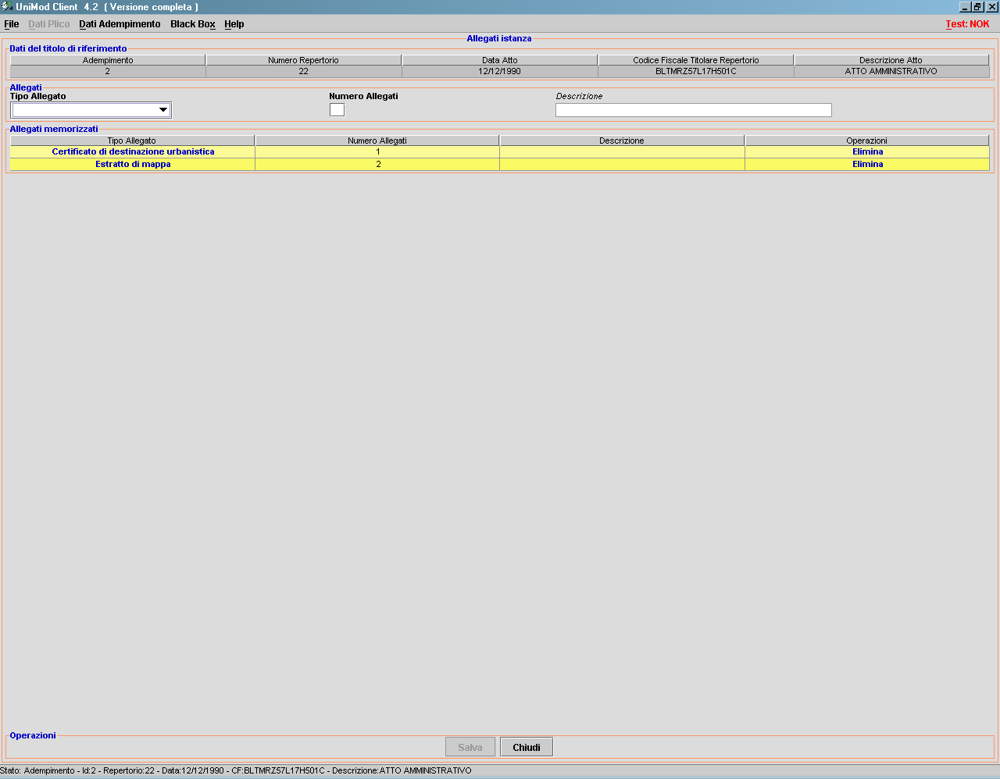 UniMod Client 4.2 ( Versione completa )
File Dati Plico Dati Adempimento Black Box Help Test: NOK
Allegati istanza
Dati del titolo di riferimento
Adempimento Numero Repertorio Data Atto Codice Fiscale Titolare Repertorio Descrizione Atto
2 22 12/12/1990 BLTMRZ57L17H501C ATTO AMMINISTRATIVO
Allegati
Tipo Allegato Numero Allegati Descrizione
Allegati memorizzati
Tipo Allegato Numero Allegati Descrizione Operazioni
Certificato di destinazione urbanistica 1 Elimina
Estratto di mappa 2 Elimina
Operazioni
Salva Chiudi
Stato: Adempimento - Id:2 - Repertorio:22 - Data:12/12/1990 - CF:BLTMRZ57L17H501C - Descrizione:ATTO AMMINISTRATIVO